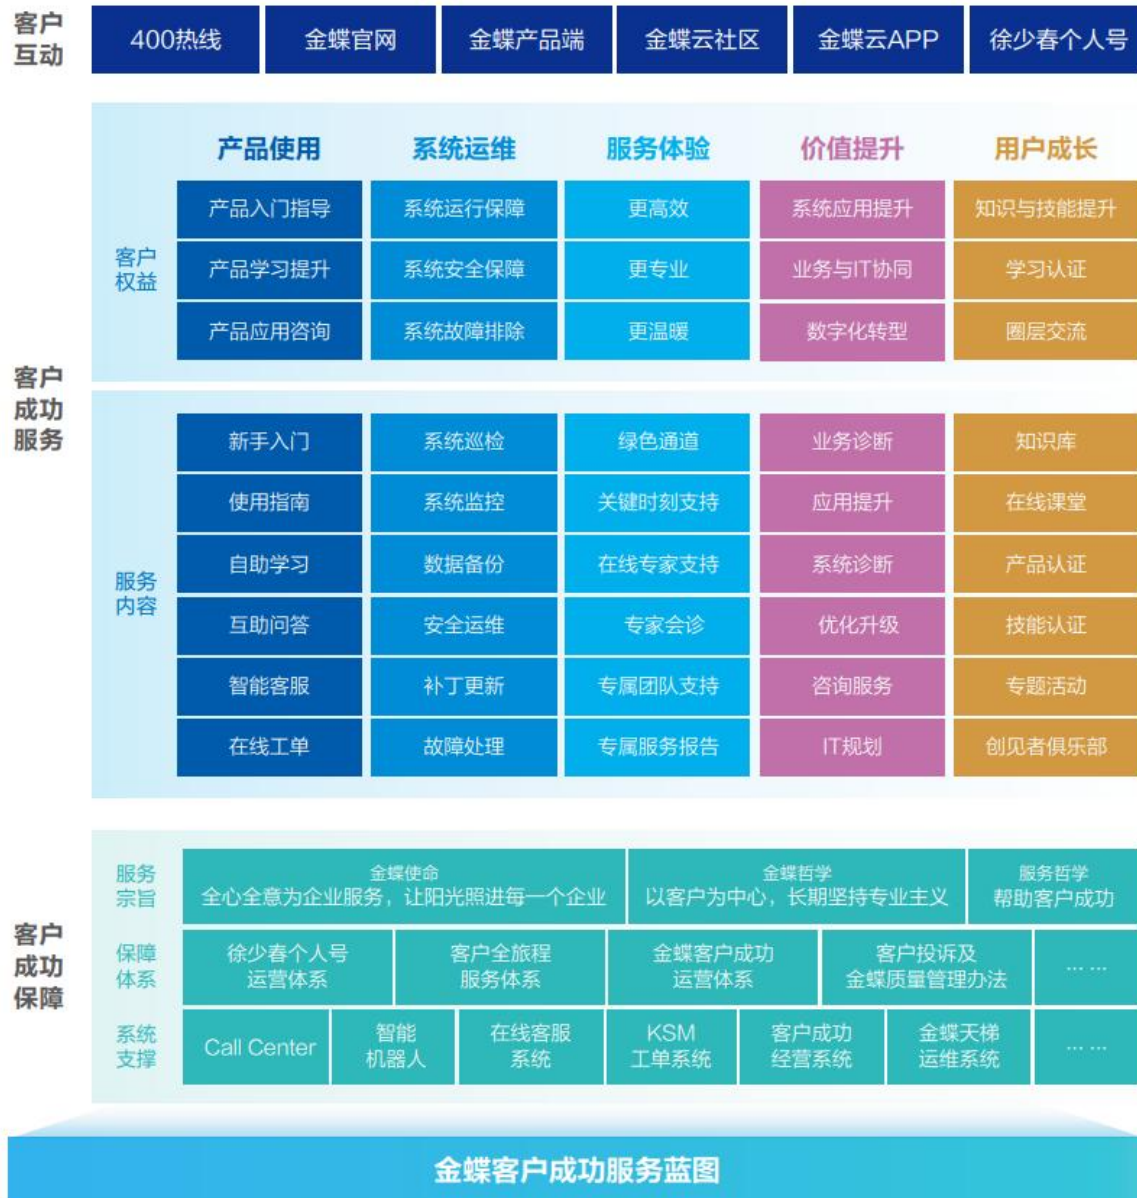 客户
互动
400热线
金蝶官网
金蝶产品端
金蝶云社区
金蝶云APP
徐少春个人号
客户
成功
服务
产品使用
系统运维
服务体验
价值提升
用户成长
客户
权益
产品入门指导
系统运行保障
更高效
系统应用提升
知识与技能提升
产品学习提升
系统安全保障
更专业
业务与IT协同
学习认证
产品应用咨询
系统故障排除
更温暖
数字化转型
圈层交流
服务
内容
新手入门
系统巡检
绿色通道
业务诊断
知识库
使用指南
系统监控
关键时刻支持
应用提升
在线课堂
自助学习
数据备份
在线专家支持
系统诊断
产品认证
互助问答
安全运维
专家会诊
优化升级
技能认证
智能客服
补丁更新
专属团队支持
咨询服务
专题活动
在线工单
故障处理
专属服务报告
IT规划
创见者俱乐部
客户
成功
保障
服务
宗旨
金蝶使命
全心全意为企业服务，让阳光照进每一个企业
金蝶哲学
以客户为中心，长期坚持专业主义
服务哲学
帮助客户成功
保障
体系
徐少春个人号
运营体系
客户全旅程
服务体系
金蝶客户成功
运营体系
客户投诉及
金蝶质量管理办法
... ...
系统
支撑
Call Center
智能
机器人
在线客服
系统
KSM
工单系统
客户成功
经营系统
金蝶天梯
运维系统
... ...
金蝶客户成功服务蓝图